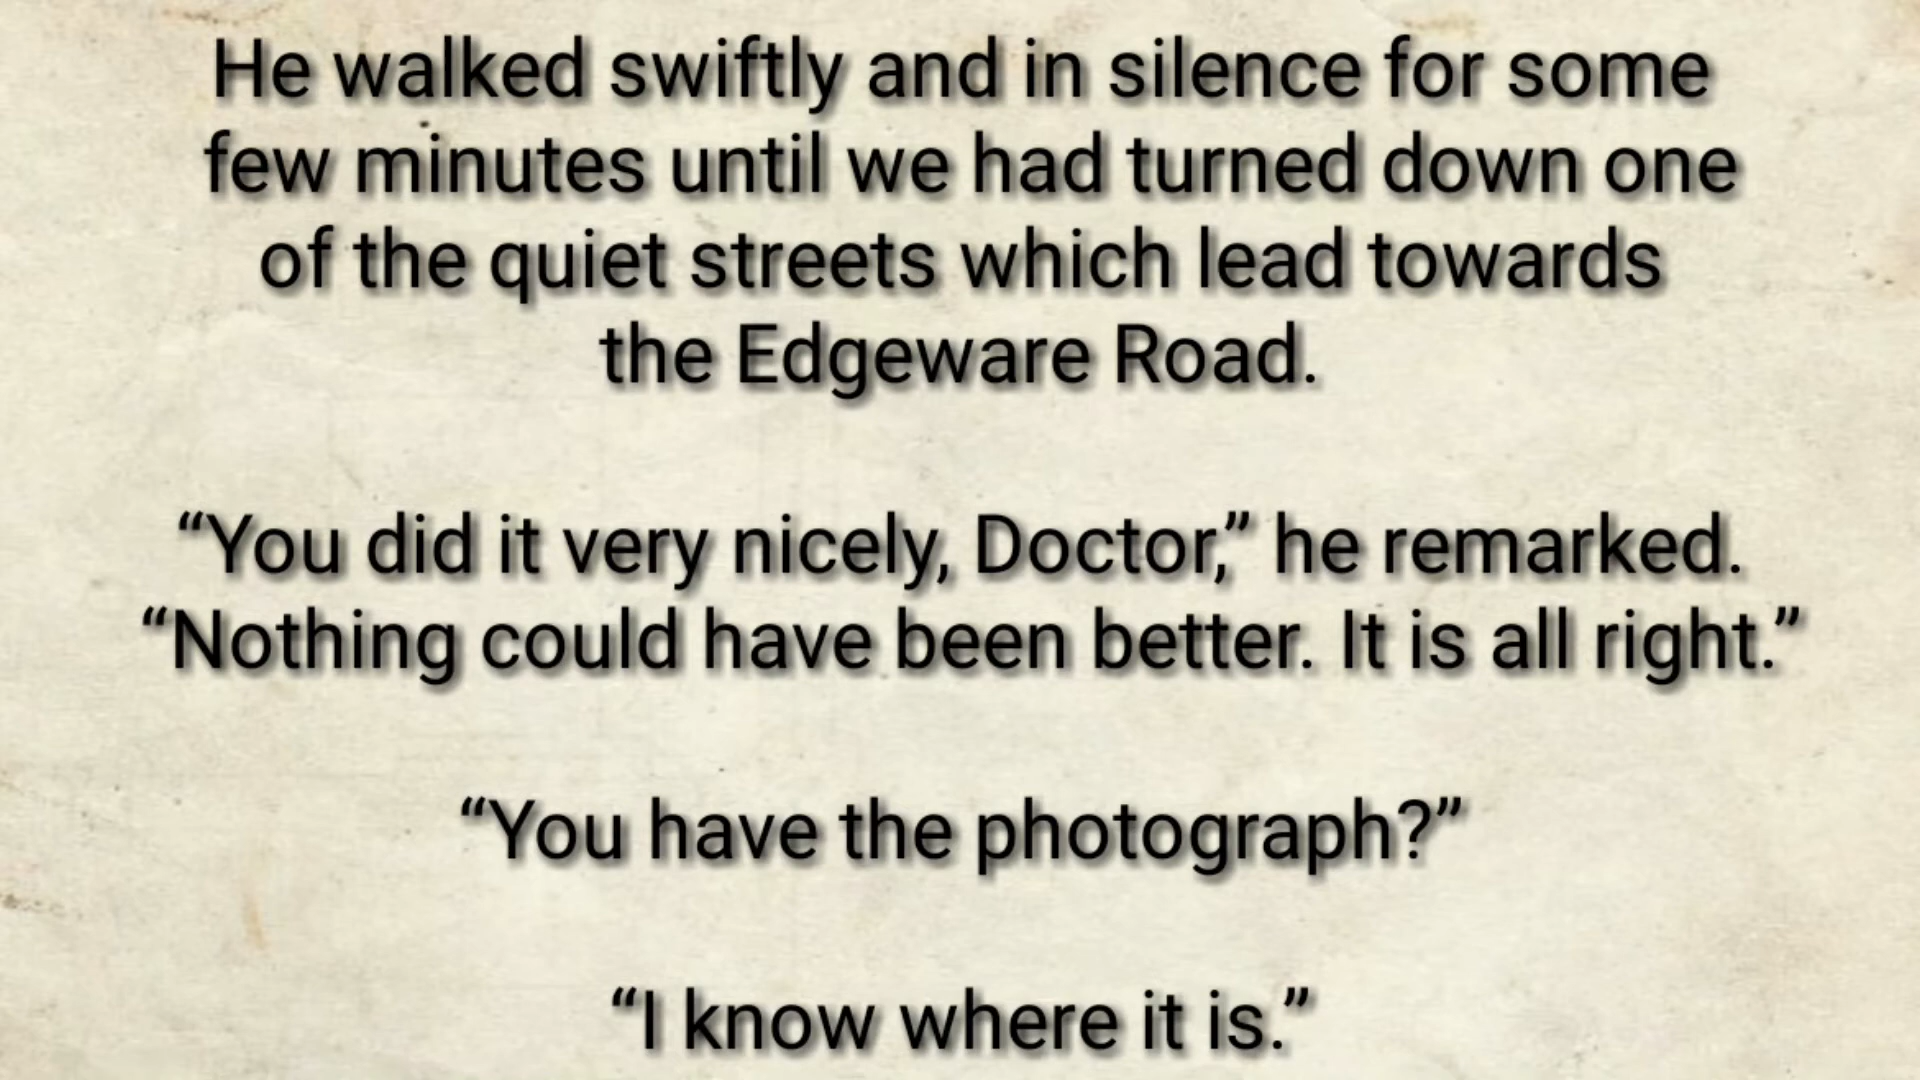 He walked swiftly and in silence for some
few minutes until we had turned down one
of the quiet streets which lead towards
the Edgeware Road.
“You did it very nicely, Doctor,” he remarked.
“Nothing could have been better. It is all right.”
“You have the photograph?”
“I know where it is.”